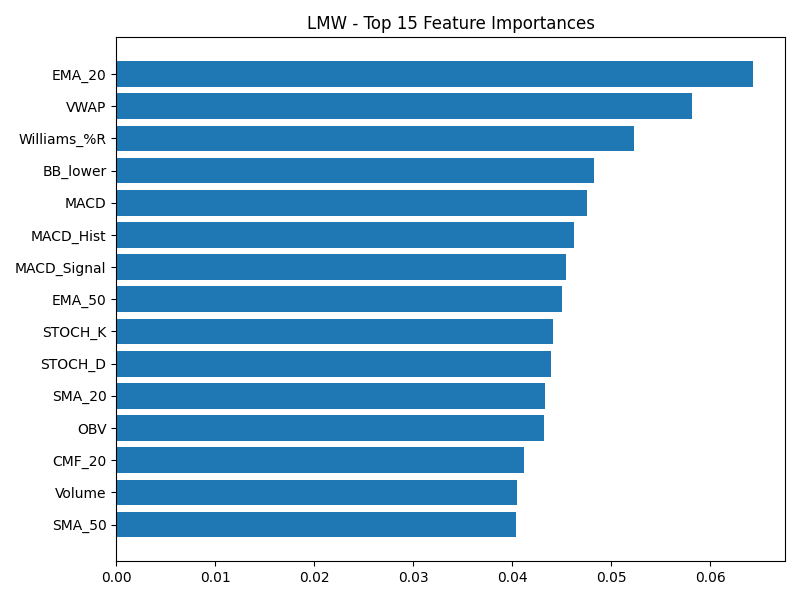 LMW - Top 15 Feature Importances
EMA_20
VWAP
Williams_%R
BB_lower
MACD
MACD_Hist
MACD_Signal
EMA_50
STOCH_K
STOCH_D
SMA_20
OBV
CMF_20
Volume
SMA_50
0.00 0.01 0.02 0.03 0.04 0.05 0.06